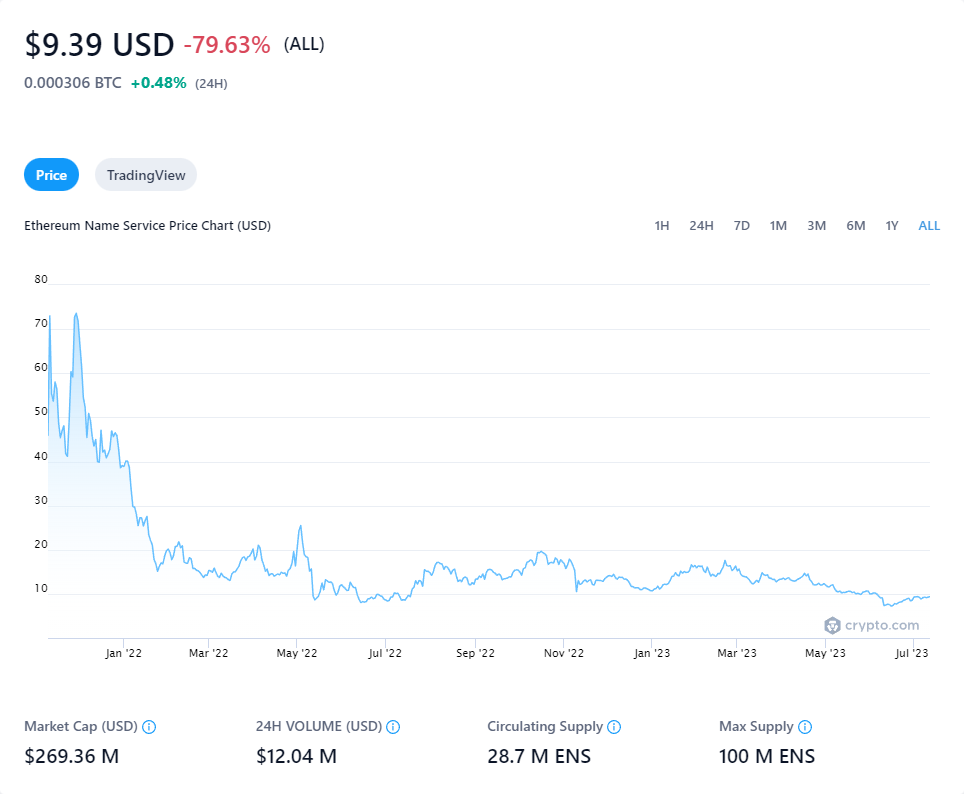 $9.39 USD -79.63% (ALL)
0.000306 BTC +0.48% (24H)
Price TradingView
Ethereum Name Service Price Chart (USD) 1H 24H 7D 1M 3M 6M 1Y ALL
80
70
60
50
40
30
20
10
crypto.com
Jan '22 Mar '22 May '22 Jul '22 Sep '22 Nov '22 Jan '23 Mar '23 May '23 Jul '23
Market Cap (USD) 24H VOLUME (USD) Circulating Supply Max Supply
$269.36 M $12.04 M 28.7 M ENS 100 M ENS